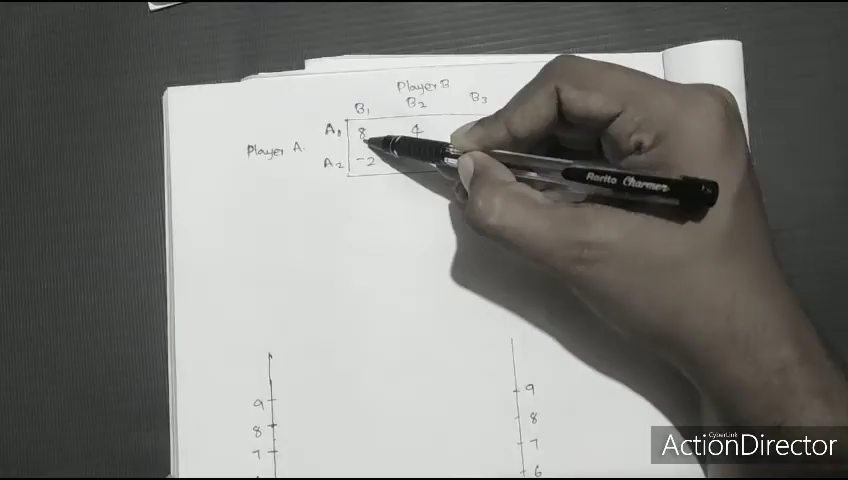 Player B
B1 B2 B3
A1 8 4
Player A.
A2 -2
9 9
8 8
7 7
6
Rorito Charmer
CyberLink
ActionDirector